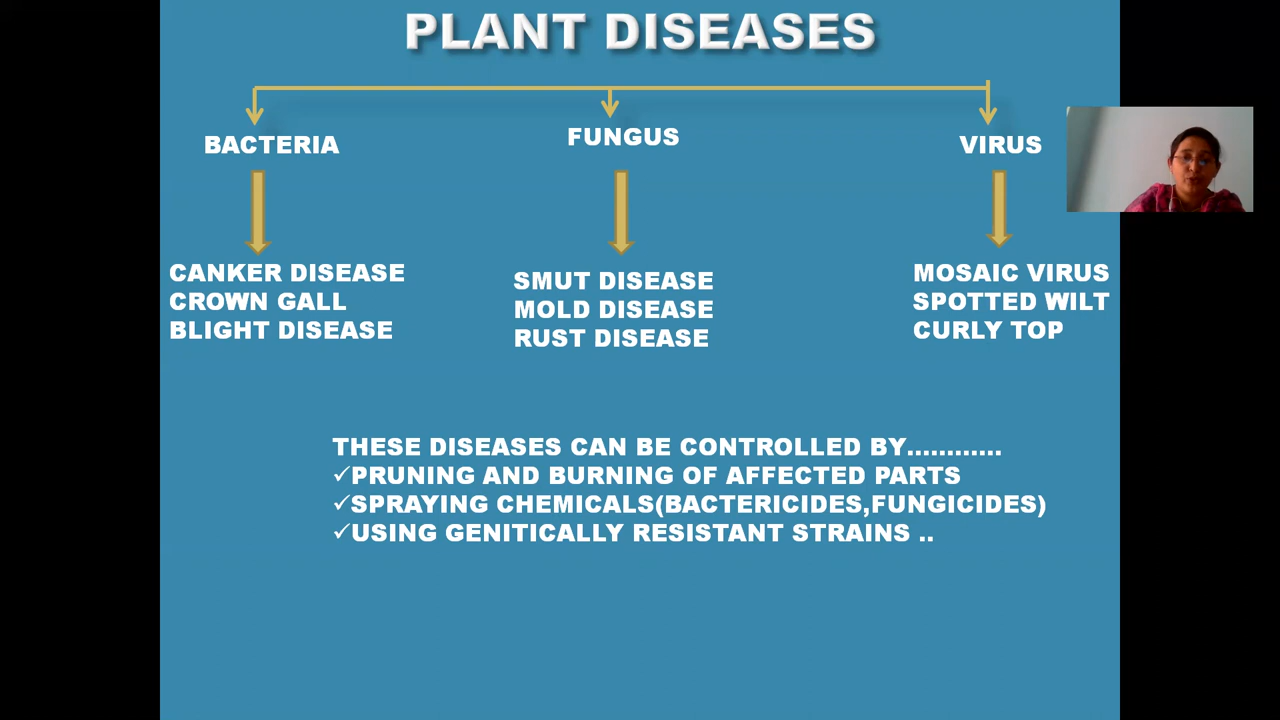 PLANT DISEASES
BACTERIA
FUNGUS
VIRUS
CANKER DISEASE
CROWN GALL
BLIGHT DISEASE
SMUT DISEASE
MOLD DISEASE
RUST DISEASE
MOSAIC VIRUS
SPOTTED WILT
CURLY TOP
THESE DISEASES CAN BE CONTROLLED BY............
✓PRUNING AND BURNING OF AFFECTED PARTS
✓SPRAYING CHEMICALS(BACTERICIDES,FUNGICIDES)
✓USING GENITICALLY RESISTANT STRAINS ..